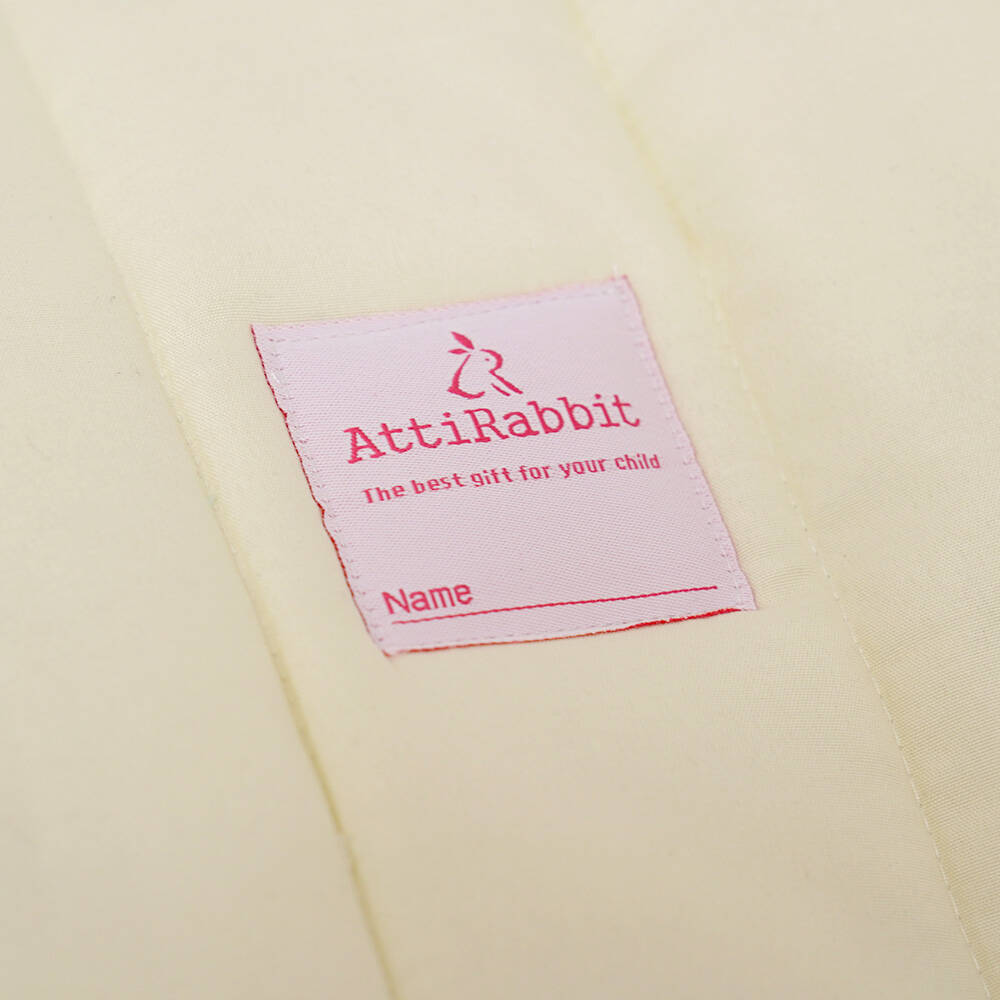 AttiRabbit
The best gift for your child
Name